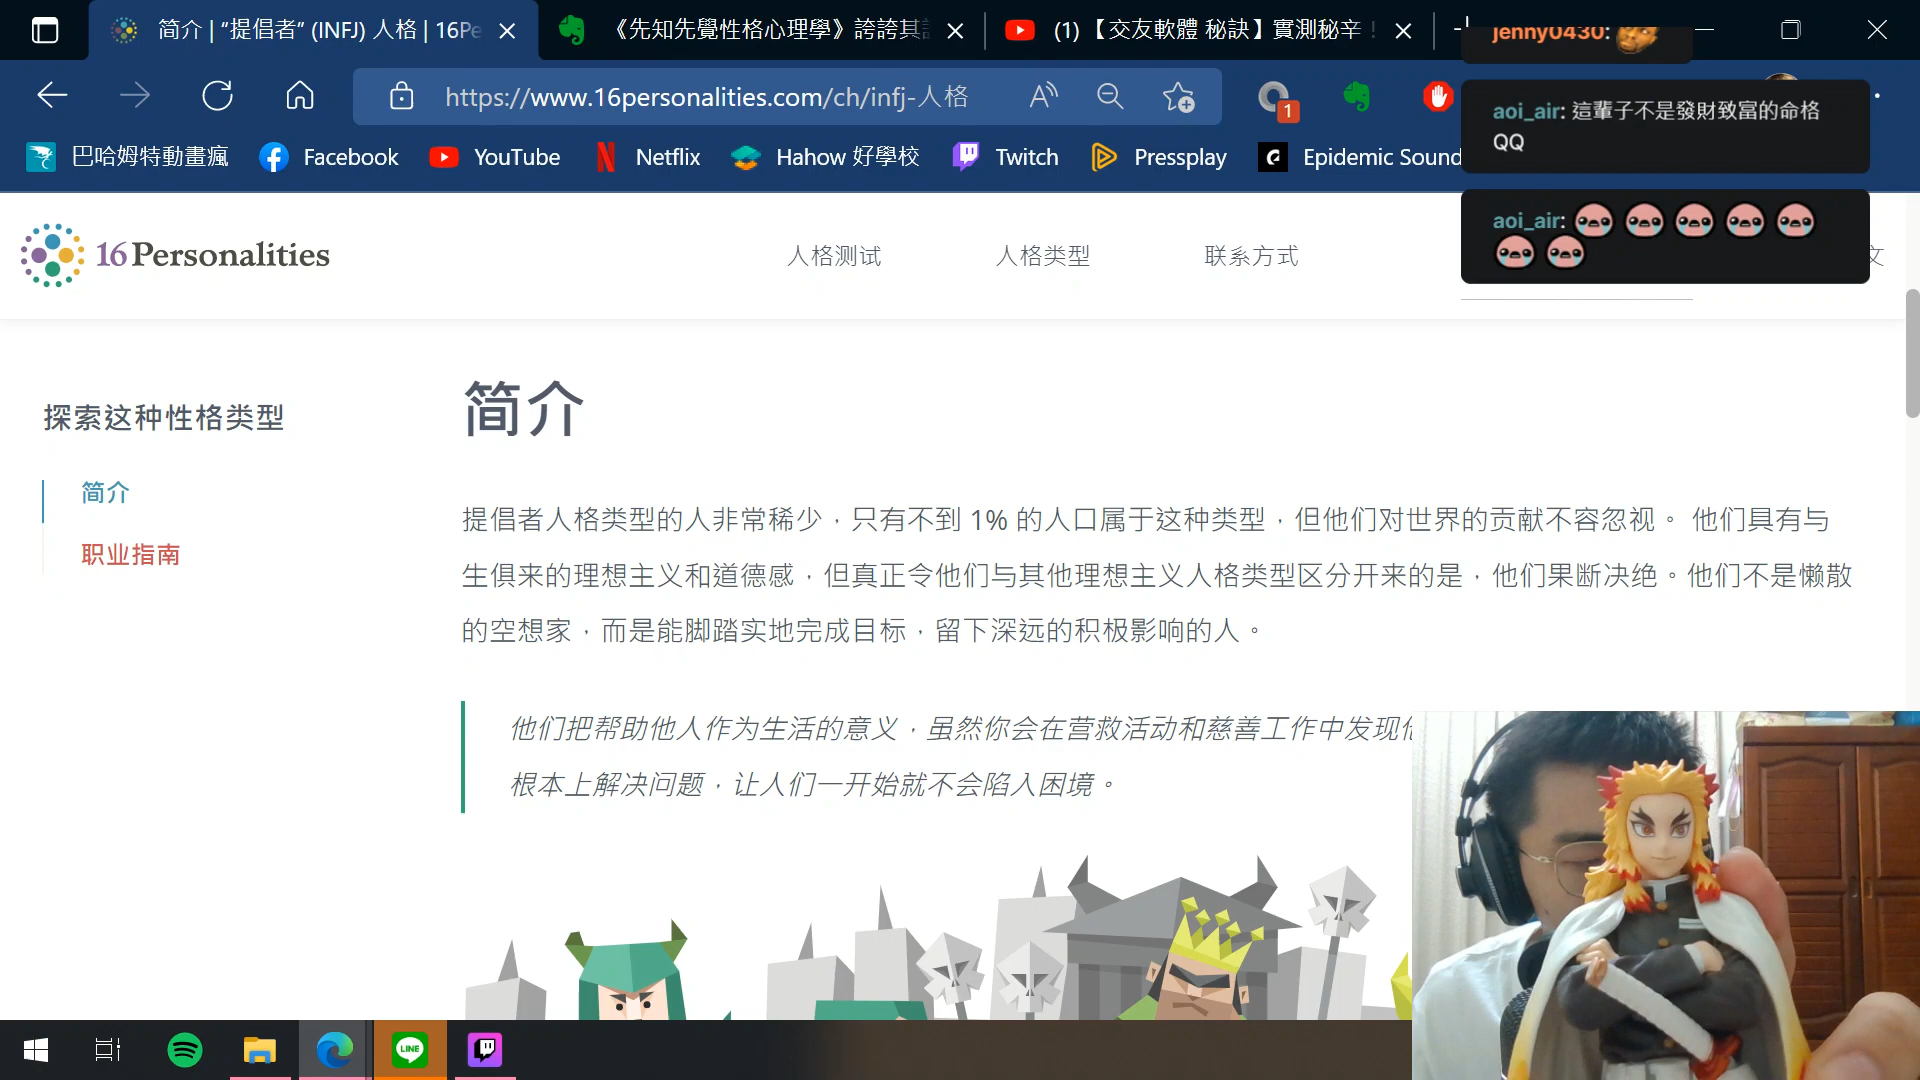 简介 | “提倡者” (INFJ) 人格 | 16Pe
《先知先覺性格心理學》誇誇其
(1) 【交友軟體 秘訣】實測秘辛！
jenny0430:
https://www.16personalities.com/ch/infj-人格
1
aoi_air: 這輩子不是發財致富的命格
QQ
巴哈姆特動畫瘋
Facebook
YouTube
Netflix
Hahow 好學校
Twitch
Pressplay
Epidemic Sound
aoi_air:
16Personalities
人格测试
人格类型
联系方式
文
探索这种性格类型
简介
职业指南
简介
提倡者人格类型的人非常稀少，只有不到 1% 的人口属于这种类型，但他们对世界的贡献不容忽视。 他们具有与
生俱来的理想主义和道德感，但真正令他们与其他理想主义人格类型区分开来的是，他们果断决绝。他们不是懒散
的空想家，而是能脚踏实地完成目标，留下深远的积极影响的人。
他们把帮助他人作为生活的意义，虽然你会在营救活动和慈善工作中发现
根本上解决问题，让人们一开始就不会陷入困境。
LINE